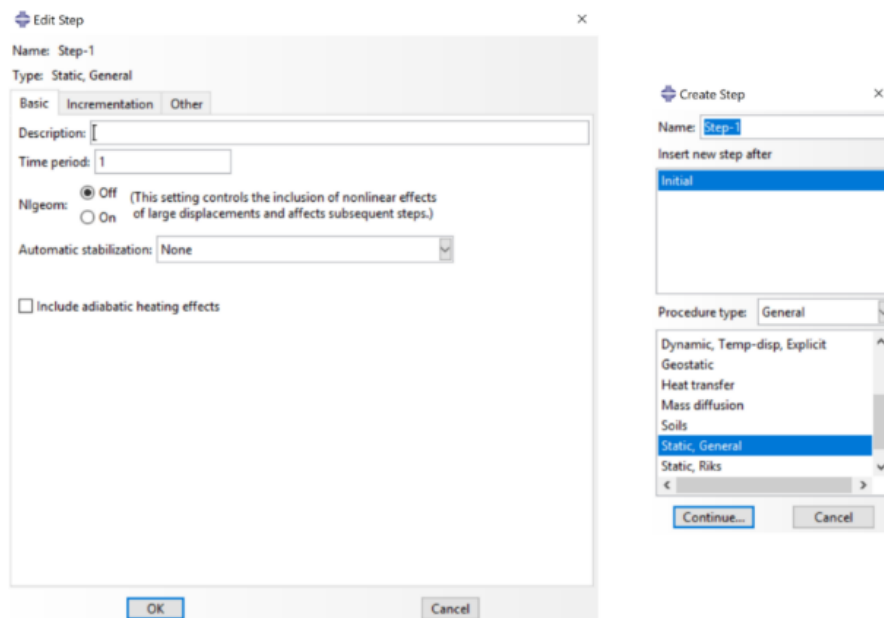 Edit Step
Name: Step-1
Type: Static, General
Basic Incrementation Other
Description:
Time period: 1
Nlgeom: Off (This setting controls the inclusion of nonlinear effects
On of large displacements and affects subsequent steps.)
Automatic stabilization: None
Include adiabatic heating effects
OK Cancel
Create Step
Name: Step-1
Insert new step after
Initial
Procedure type: General
Dynamic, Temp-disp, Explicit
Geostatic
Heat transfer
Mass diffusion
Soils
Static, General
Static, Riks
Continue... Cancel